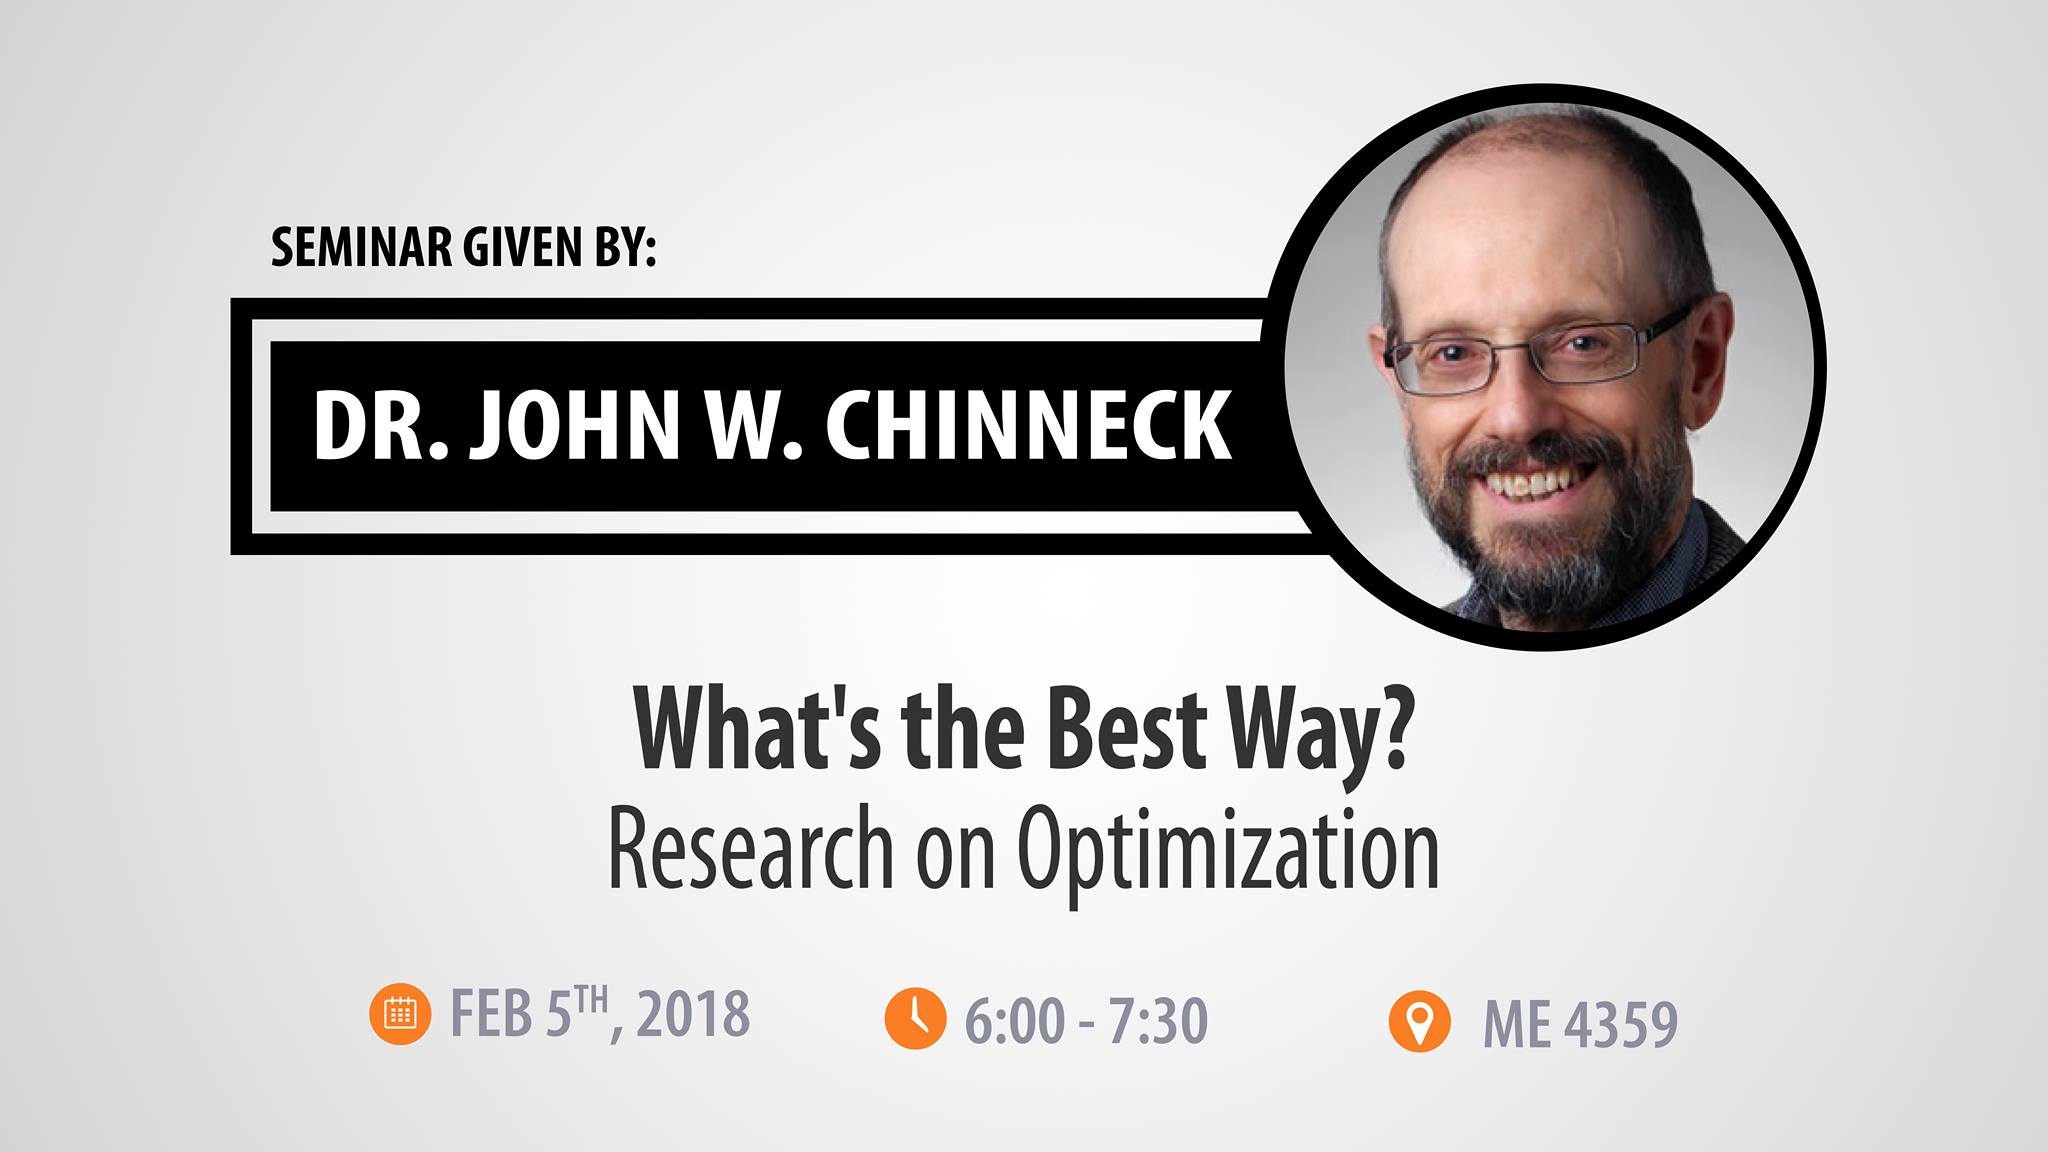 SEMINAR GIVEN BY:
DR. JOHN W. CHINNECK
What's the Best Way?
Research on Optimization
FEB 5TH, 2018
6:00 - 7:30
ME 4359